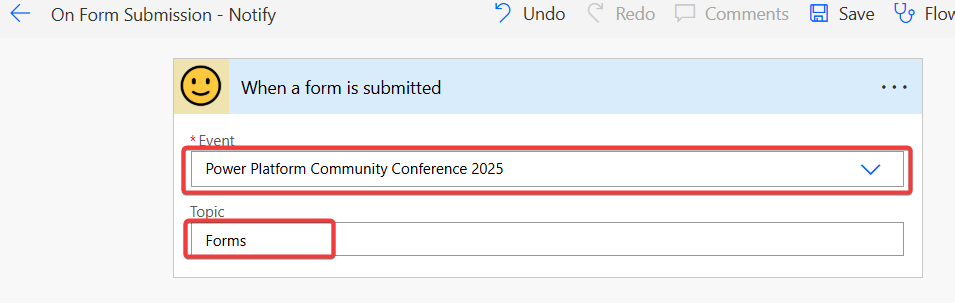 On Form Submission - Notify Undo Redo Comments Save Flow
When a form is submitted
* Event
Power Platform Community Conference 2025
Topic
Forms